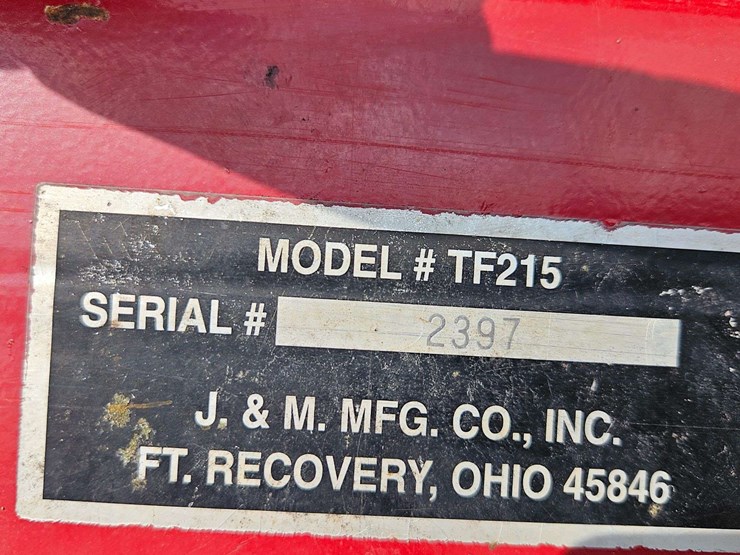 MODEL # TF215
SERIAL # 2397
J. & M. MFG. CO., INC.
FT. RECOVERY, OHIO 45846